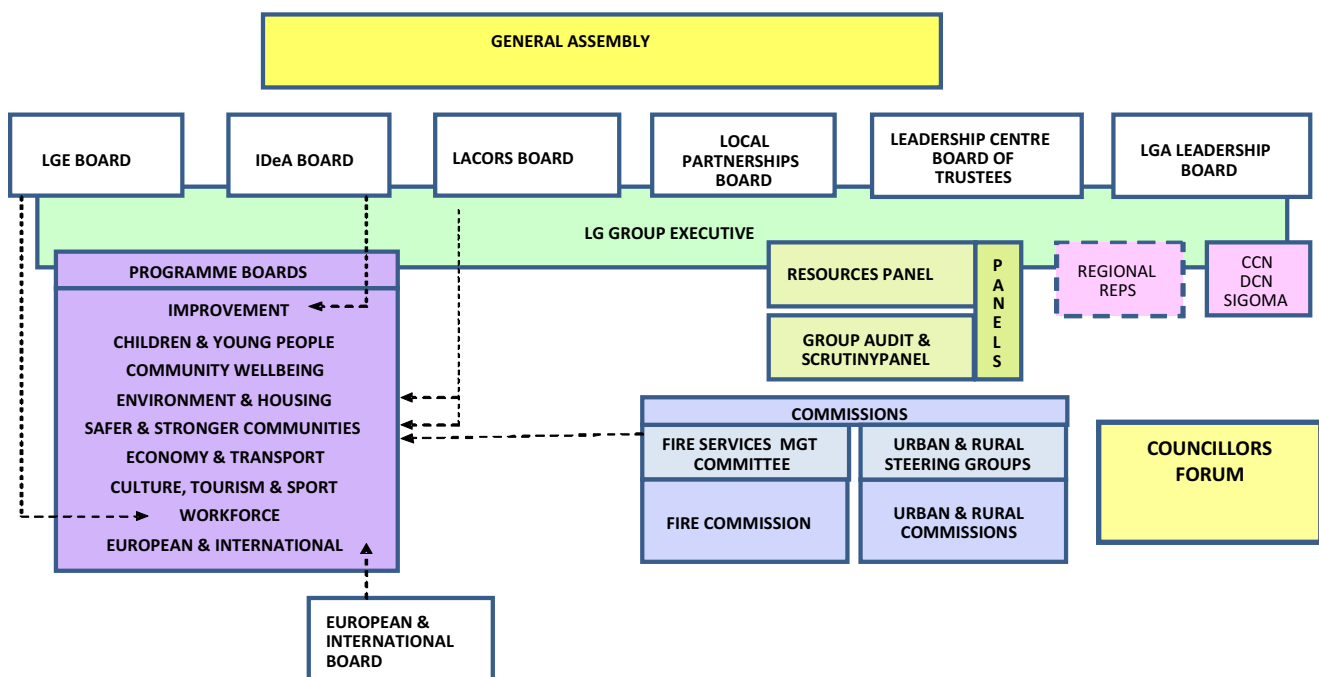 GENERAL ASSEMBLY
LGE BOARD
IDeA BOARD
LACORS BOARD
LOCAL
PARTNERSHIPS
BOARD
LEADERSHIP CENTRE
BOARD OF
TRUSTEES
LGA LEADERSHIP
BOARD
LG GROUP EXECUTIVE
PROGRAMME BOARDS
IMPROVEMENT
CHILDREN & YOUNG PEOPLE
COMMUNITY WELLBEING
ENVIRONMENT & HOUSING
SAFER & STRONGER COMMUNITIES
ECONOMY & TRANSPORT
CULTURE, TOURISM & SPORT
WORKFORCE
EUROPEAN & INTERNATIONAL
RESOURCES PANEL
GROUP AUDIT &
SCRUTINYPANEL
P
A
N
E
L
S
REGIONAL
REPS
CCN
DCN
SIGOMA
COMMISSIONS
FIRE SERVICES MGT
COMMITTEE
URBAN & RURAL
STEERING GROUPS
FIRE COMMISSION
URBAN & RURAL
COMMISSIONS
COUNCILLORS
FORUM
EUROPEAN &
INTERNATIONAL
BOARD